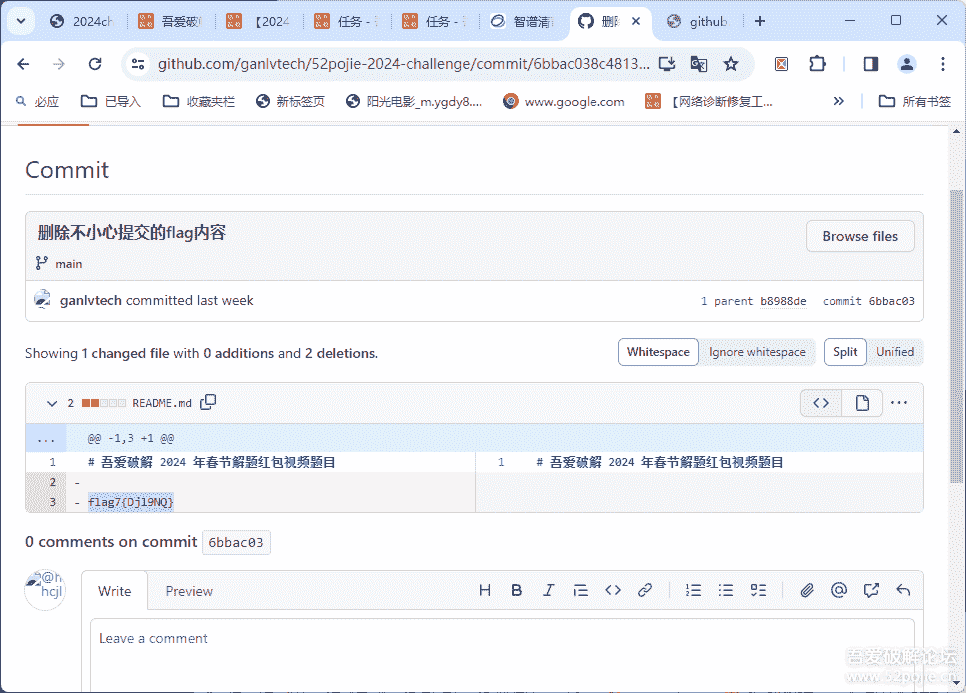 2024ch
吾爱破
【2024
任务 -
任务 -
智谱清
删
github
github.com/ganlvtech/52pojie-2024-challenge/commit/6bbac038c4813...
必应
已导入
收藏夹栏
新标签页
阳光电影_m.ygdy8....
www.google.com
【网络诊断修复工...
所有书签
Commit
删除不小心提交的flag内容
Browse files
main
ganlvtech committed last week
1 parent b8988de commit 6bbac03
Showing 1 changed file with 0 additions and 2 deletions.
Whitespace Ignore whitespace
Split Unified
2 README.md
... @@ -1,3 +1 @@
1 # 吾爱破解 2024 年春节解题红包视频题目
1 # 吾爱破解 2024 年春节解题红包视频题目
2 -
3 - flag7{Djl9NQ}
0 comments on commit 6bbac03
@h
hcjl
Write Preview
Leave a comment
吾爱破解论坛
www.52pojie.cn